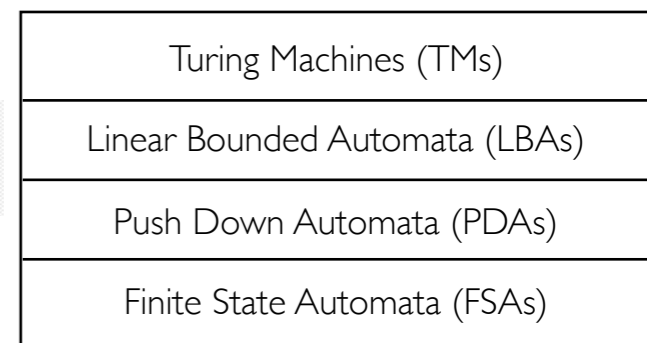 Turing Machines (TMs)
Linear Bounded Automata (LBAs)
Push Down Automata (PDAs)
Finite State Automata (FSAs)